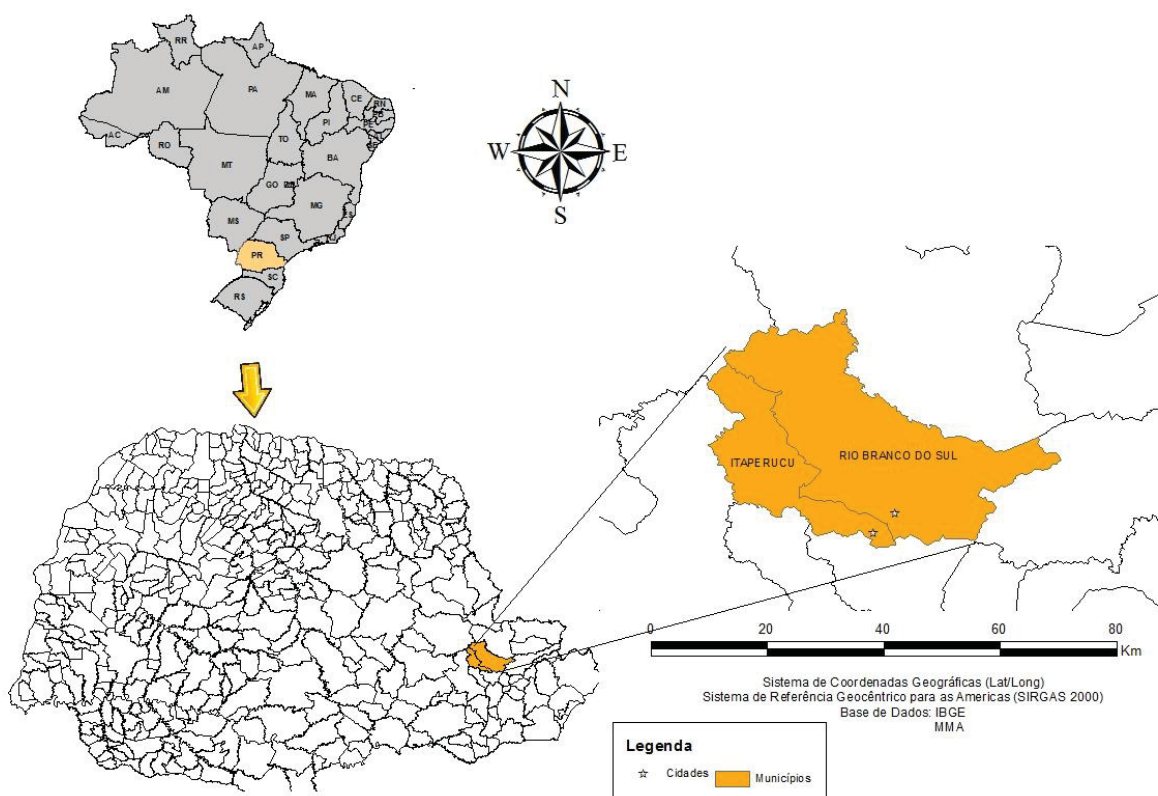 RR
AP
AM
PA
MA
CE
RN
PI
AC
TO
RO
BA
MT
GO
MG
MS
SP
PR
SC
RS
N
W
E
S
ITAPERUCU
RIO BRANCO DO SUL
0
20
40
60
80
Km
Sistema de Coordenadas Geográficas (Lat/Long)
Sistema de Referência Geocêntrico para as Americas (SIRGAS 2000)
Base de Dados: IBGE
MMA
Legenda
Cidades
Municípios